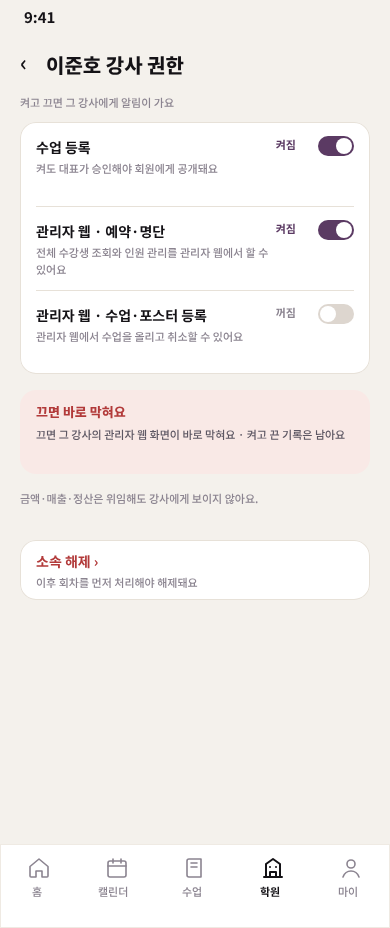 9:41
‹ 이준호 강사 권한
켜고 끄면 그 강사에게 알림이 가요
수업 등록 켜짐
켜도 대표가 승인해야 회원에게 공개돼요
관리자 웹 · 예약·명단 켜짐
전체 수강생 조회와 인원 관리를 관리자 웹에서 할 수
있어요
관리자 웹 · 수업·포스터 등록 꺼짐
관리자 웹에서 수업을 올리고 취소할 수 있어요
끄면 바로 막혀요
끄면 그 강사의 관리자 웹 화면이 바로 막혀요 · 켜고 끈 기록은 남아요
금액·매출·정산은 위임해도 강사에게 보이지 않아요.
소속 해제 ›
이후 회차를 먼저 처리해야 해제돼요
홈 캘린더 수업 학원 마이